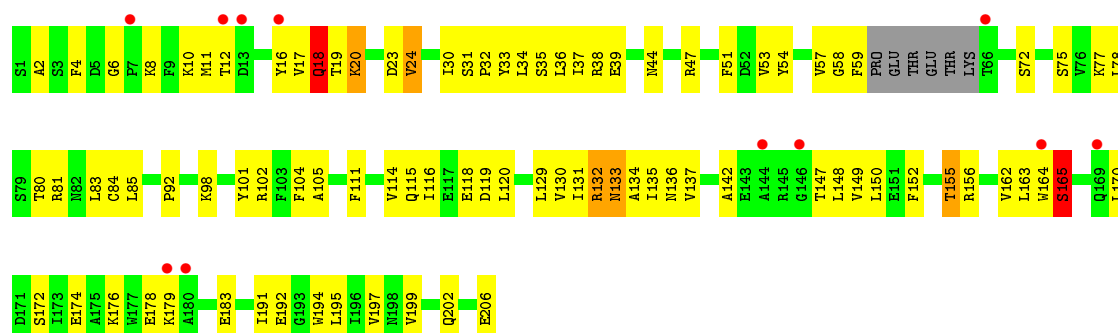 S1 A2 S3 F4 D5 G6 P7 K8 F9 K10 M11 T12 D13 Y16 V17 Q18 T19 K20 D23 V24 I30 S31 P32 Y33 L34 S35 L36 I37 R38 E39 N44 R47 F51 D52 V53 Y54 V57 G58 F59 PRO GLU THR GLU THR LYS T66 S72 S75 V76 K77 L78
S79 T80 R81 N82 L83 C84 L85 P92 K98 Y101 R102 F103 F104 A105 F111 V114 Q115 I116 E117 E118 D119 L120 L129 V130 I131 R132 N133 A134 I135 N136 V137 A142 E143 A144 R145 G146 T147 L148 V149 L150 E151 F152 T155 R156 V162 L163 W164 S165 Q169
D171 S172 I173 E174 A175 K176 W177 E178 K179 A180 E183 I191 E192 G193 W194 L195 I196 V197 N198 V199 Q202 E206